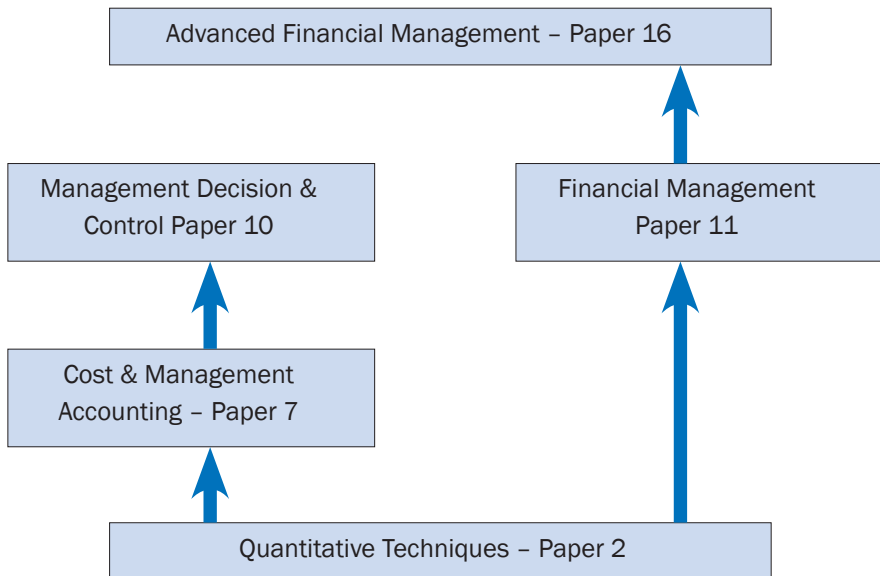 Advanced Financial Management – Paper 16
Management Decision &
Control Paper 10
Financial Management
Paper 11
Cost & Management
Accounting – Paper 7
Quantitative Techniques – Paper 2